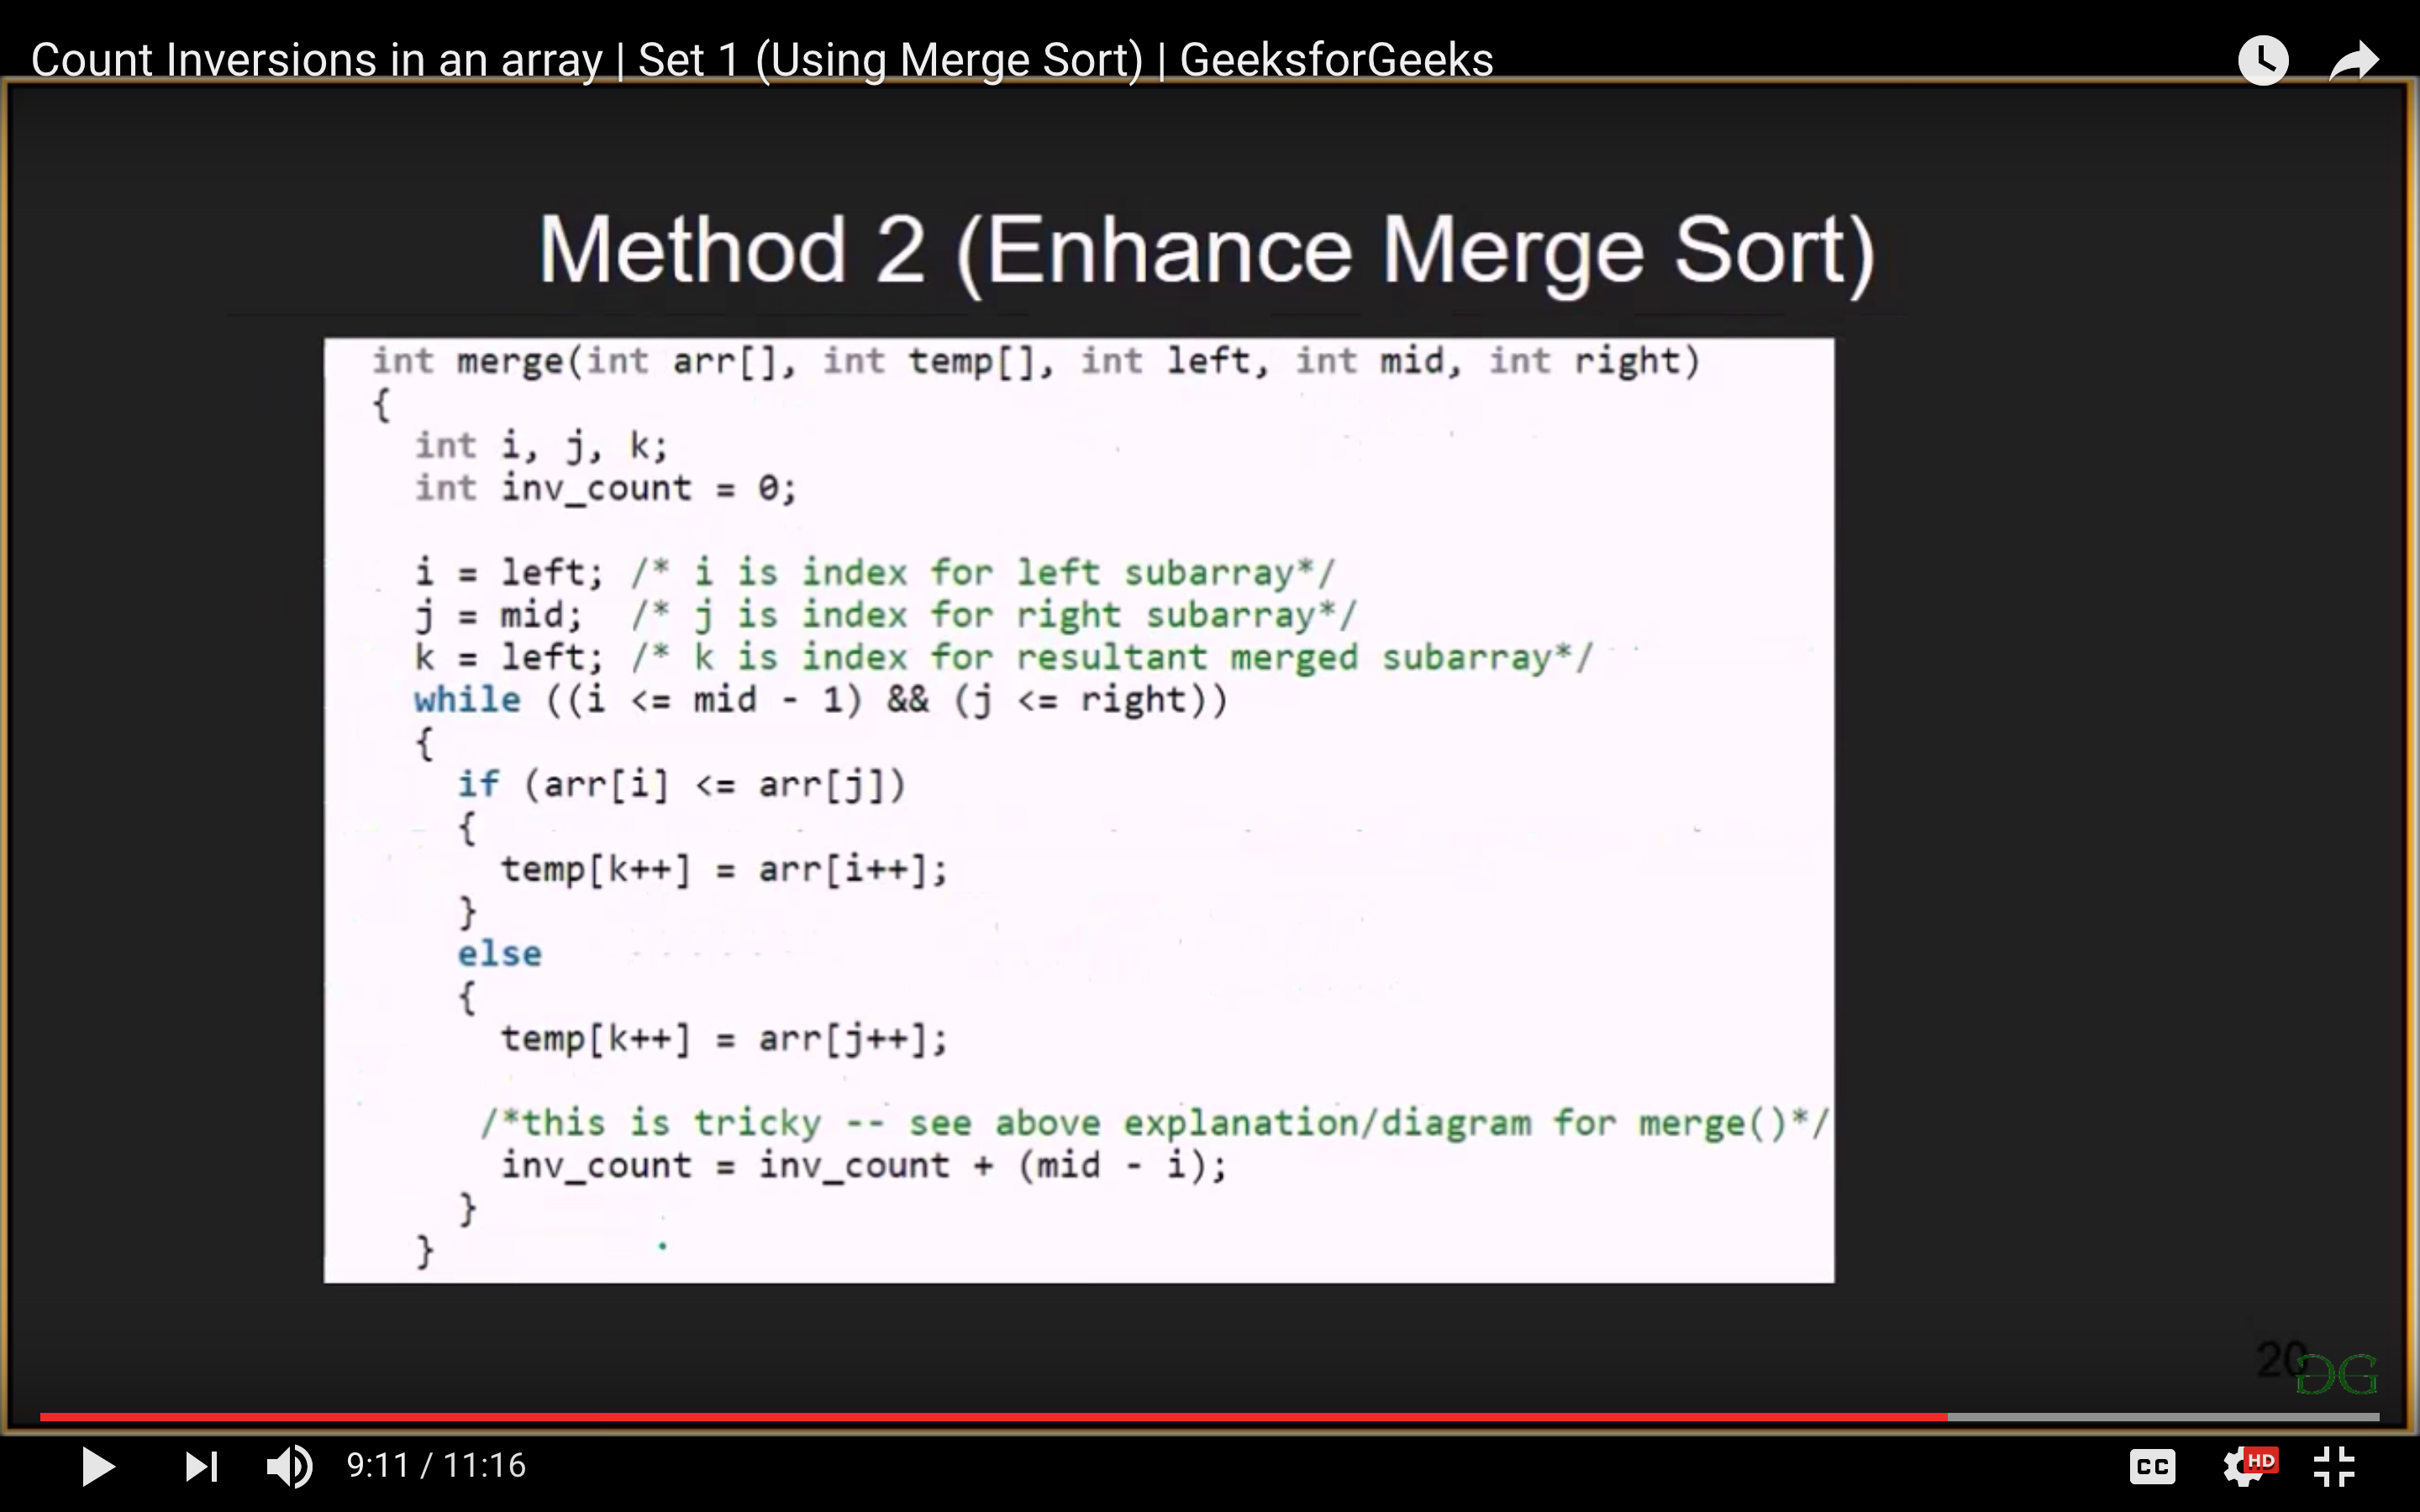 Count Inversions in an array | Set 1 (Using Merge Sort) | GeeksforGeeks
Method 2 (Enhance Merge Sort)
int merge(int arr[], int temp[], int left, int mid, int right)
{
int i, j, k;
int inv_count = 0;
i = left; /* i is index for left subarray*/
j = mid; /* j is index for right subarray*/
k = left; /* k is index for resultant merged subarray*/
while ((i <= mid - 1) && (j <= right))
{
if (arr[i] <= arr[j])
{
temp[k++] = arr[i++];
}
else
{
temp[k++] = arr[j++];
/*this is tricky -- see above explanation/diagram for merge()*/
inv_count = inv_count + (mid - i);
}
}
20
GG
9:11 / 11:16
CC
HD